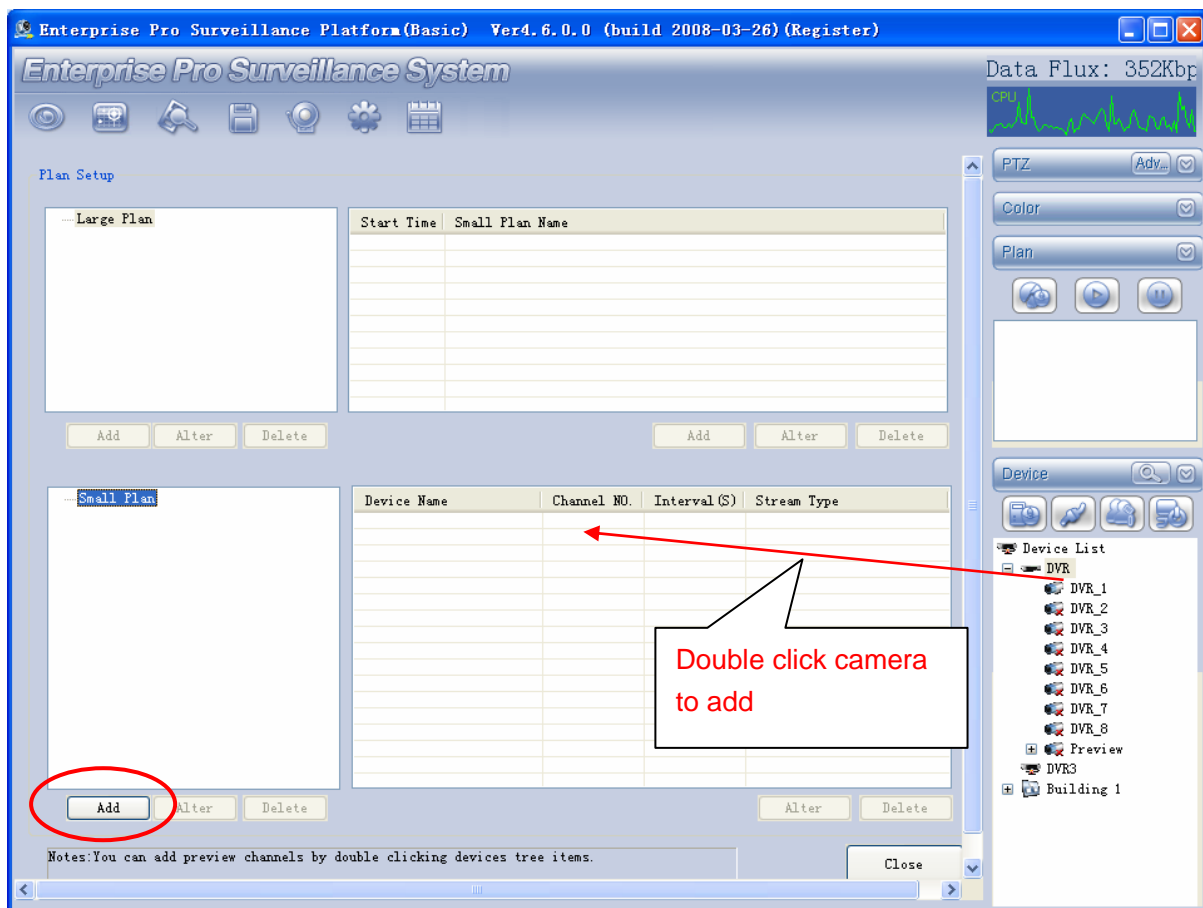 Enterprise Pro Surveillance Platform(Basic) Ver4.6.0.0 (build 2008-03-26)(Register)
Enterprise Pro Surveillance System
Data Flux: 352Kbp
CPU
PTZ Adv...
Color
Plan
Plan Setup
Large Plan
Start Time Small Plan Name
Add Alter Delete
Add Alter Delete
Small Plan
Device Name Channel NO. Interval(S) Stream Type
Double click camera
to add
Add Alter Delete
Alter Delete
Notes:You can add preview channels by double clicking devices tree items.
Close
Device
Device List
DVR
DVR_1
DVR_2
DVR_3
DVR_4
DVR_5
DVR_6
DVR_7
DVR_8
Preview
DVR3
Building 1